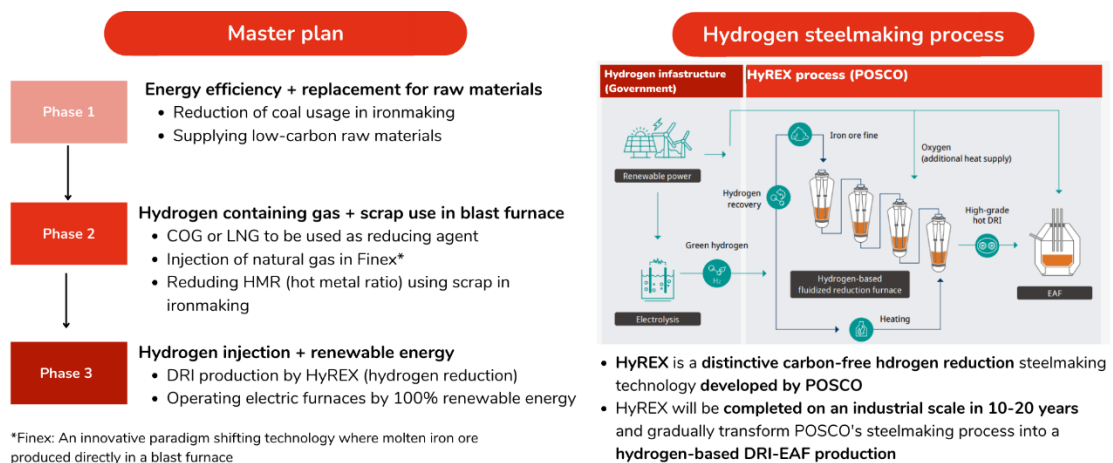 Master plan
Phase 1
Energy efficiency + replacement for raw materials
• Reduction of coal usage in ironmaking
• Supplying low-carbon raw materials
Phase 2
Hydrogen containing gas + scrap use in blast furnace
• COG or LNG to be used as reducing agent
• Injection of natural gas in Finex*
• Reduding HMR (hot metal ratio) using scrap in
ironmaking
Phase 3
Hydrogen injection + renewable energy
• DRI production by HyREX (hydrogen reduction)
• Operating electric furnaces by 100% renewable energy
*Finex: An innovative paradigm shifting technology where molten iron ore
produced directly in a blast furnace
Hydrogen steelmaking process
Hydrogen infastructure
(Government)
HyREX process (POSCO)
Renewable power
Iron ore fine
Oxygen
(additional heat supply)
Hydrogen
recovery
High-grade
hot DRI
Green hydrogen
H₂
Hydrogen-based
fluidized reduction furnace
EAF
Electrolysis
Heating
• HyREX is a distinctive carbon-free hdrogen reduction steelmaking
technology developed by POSCO
• HyREX will be completed on an industrial scale in 10-20 years
and gradually transform POSCO's steelmaking process into a
hydrogen-based DRI-EAF production